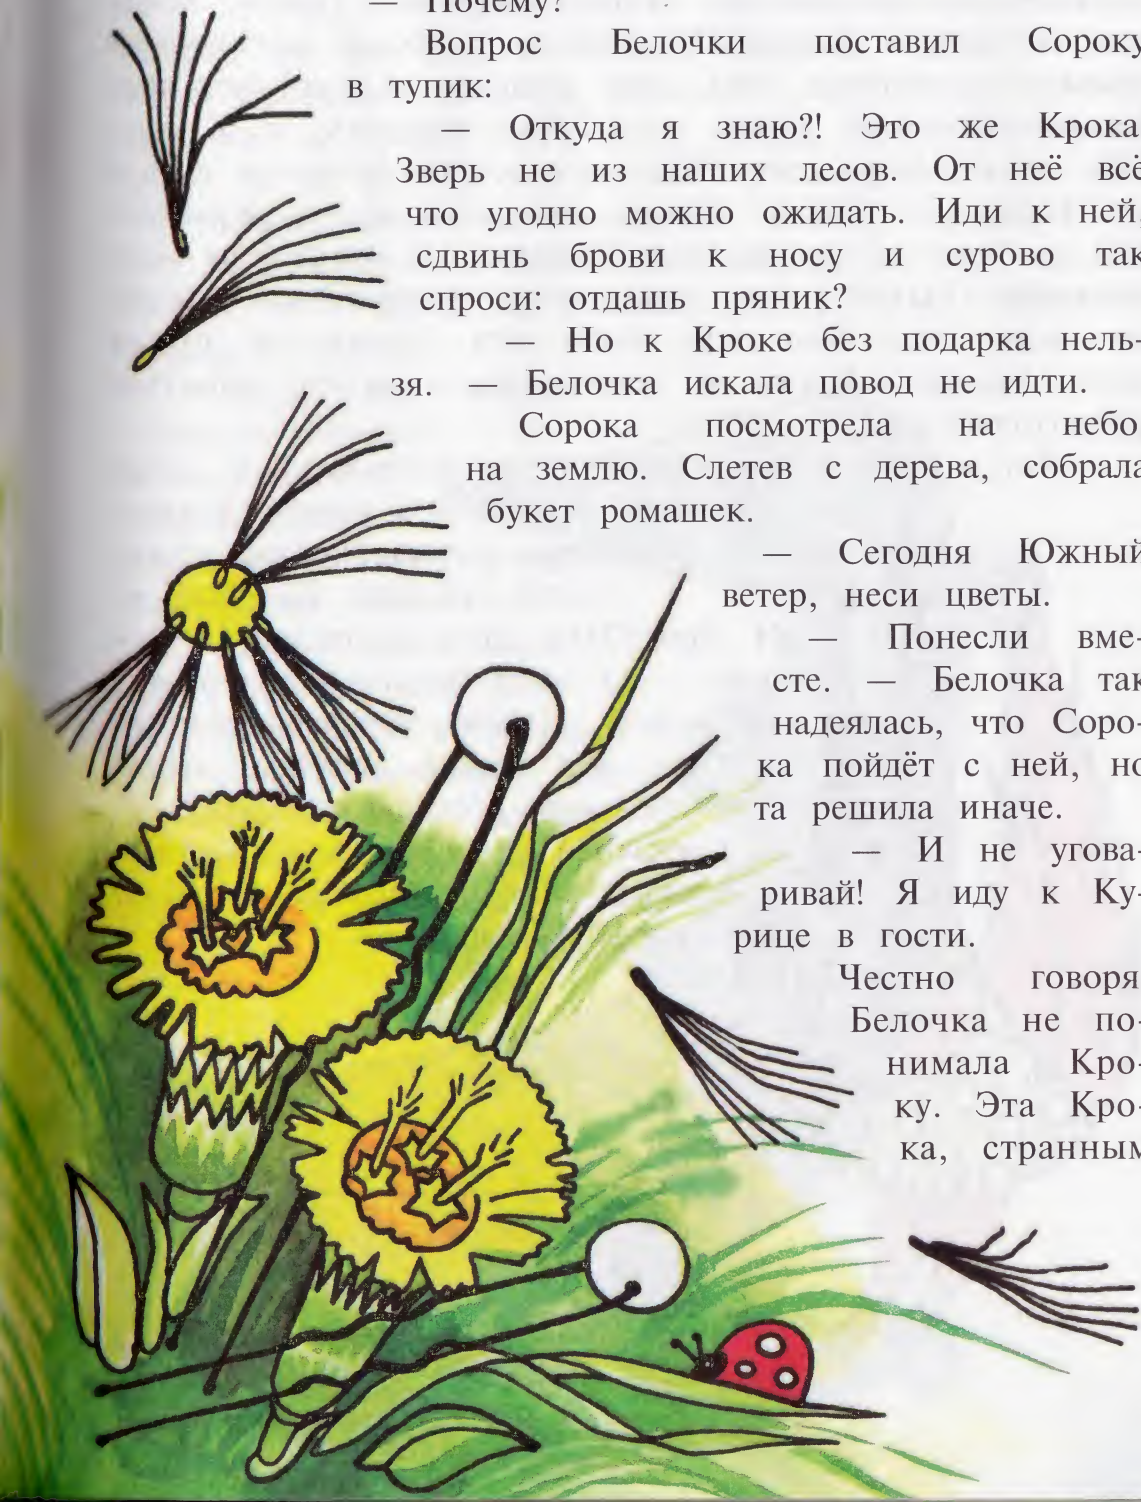 — Почему?
Вопрос Белочки поставил Сороку
в тупик:
— Откуда я знаю?! Это же Крока
Зверь не из наших лесов. От неё всё
что угодно можно ожидать. Иди к ней,
сдвинь брови к носу и сурово так
спроси: отдашь пряник?
— Но к Кроке без подарка нель-
зя. — Белочка искала повод не идти.
Сорока посмотрела на небо
на землю. Слетев с дерева, собрала
букет ромашек.
— Сегодня Южный
ветер, неси цветы.
— Понесли вме-
сте. — Белочка так
надеялась, что Соро-
ка пойдёт с ней, но
та решила иначе.
— И не угова-
ривай! Я иду к Ку-
рице в гости.
Честно говоря
Белочка не по-
нимала Кро-
ку. Эта Кро-
ка, странным